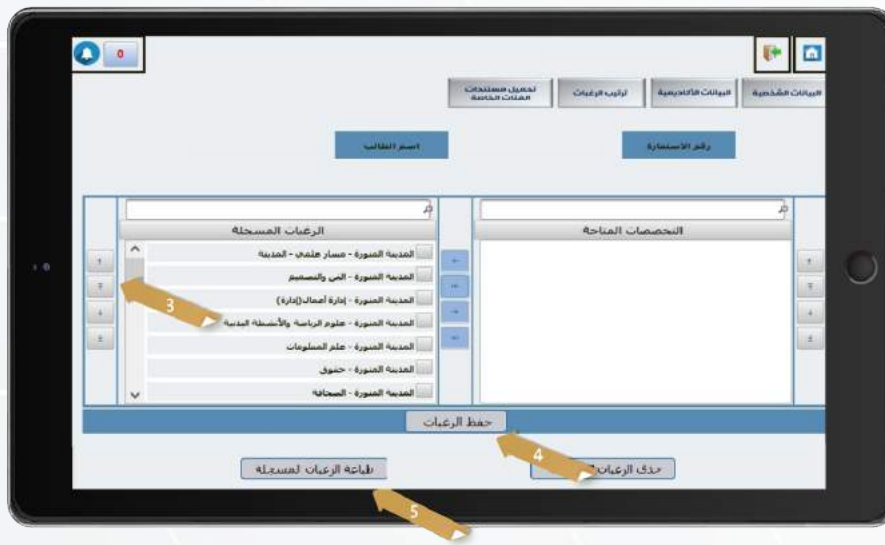 0
البيانات الشخصية
البيانات الأكاديمية
ترتيب الرغبات
تحميل مستندات
الفئات الخاصة
رقم الاستمارة
اسم الطالب
التخصصات المتاحة
الرغبات المسجلة
المدينة المنورة - مسار علمي - المدينة
المدينة المنورة - الفن والتصميم
المدينة المنورة - إدارة أعمال(إدارة)
المدينة المنورة - علوم الرياضة والأنشطة البدنية
المدينة المنورة - علم المعلومات
المدينة المنورة - حقوق
المدينة المنورة - الصحافة
3
حفظ الرغبات
4
حذف الرغبات
طباعة الرغبات المسجلة
5